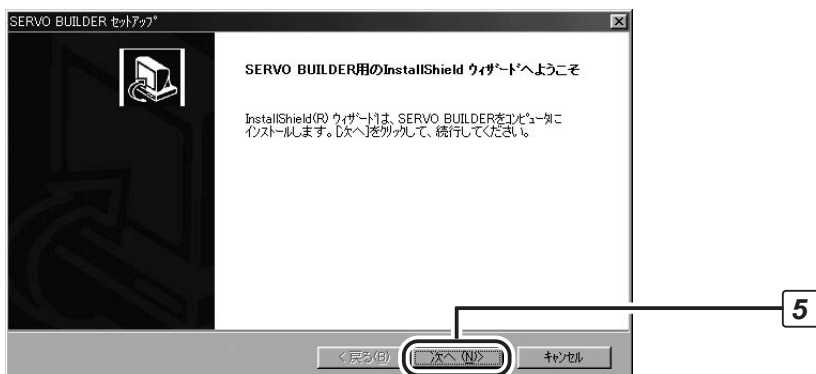 SERVO BUILDER ｾｯﾄｱｯﾌﾟ
SERVO BUILDER用のInstallShield ｳｨｻﾞｰﾄﾞへようこそ
InstallShield(R) ｳｨｻﾞｰﾄﾞは、SERVO BUILDERをｺﾝﾋﾟｭｰﾀに
ｲﾝｽﾄｰﾙします。[次へ]をｸﾘｯｸして、続行してください。
5
< 戻る(B)
次へ (N)>
ｷｬﾝｾﾙ